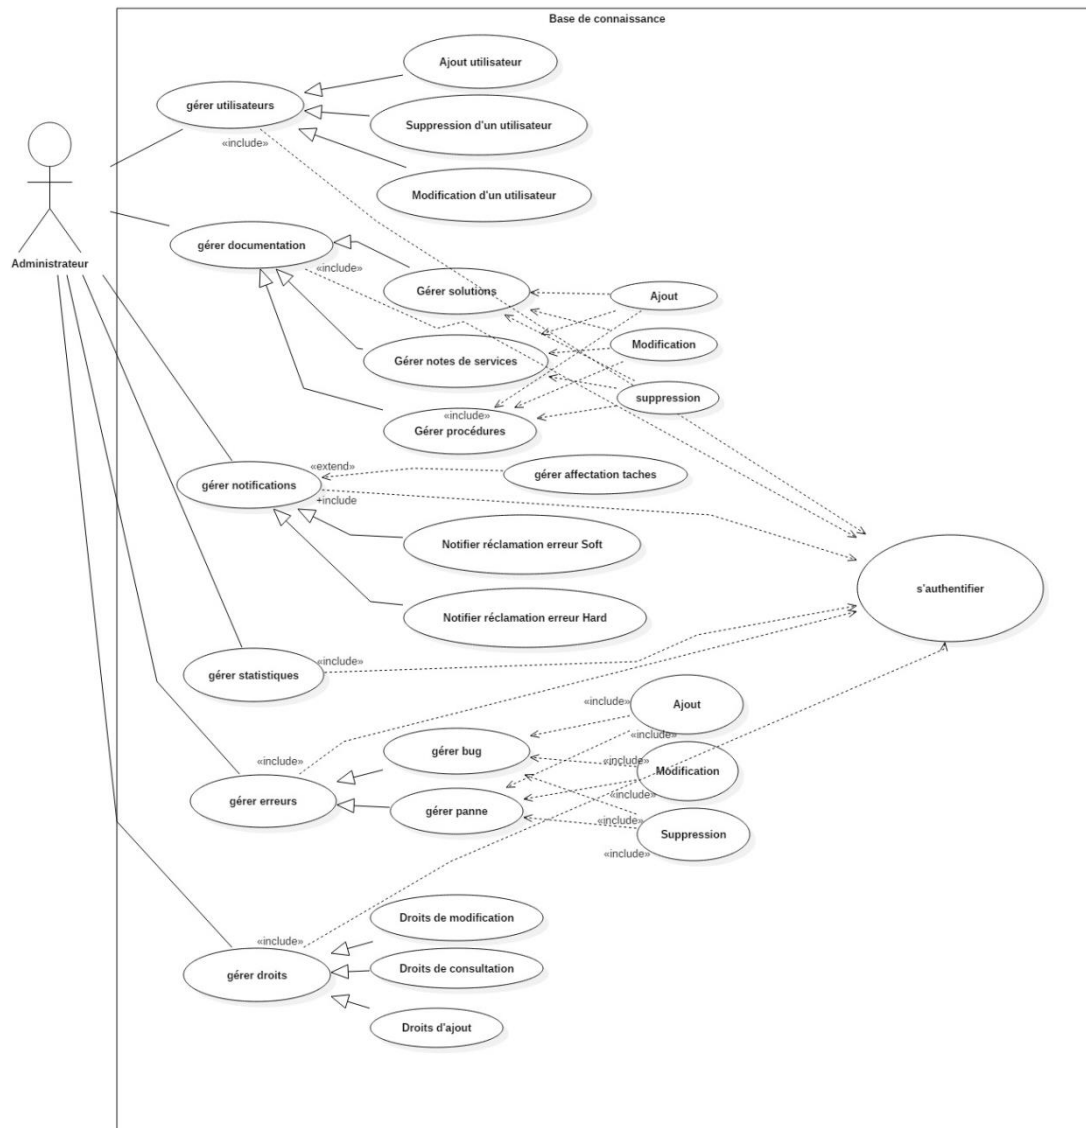 Base de connaissance
Ajout utilisateur
gérer utilisateurs
Suppression d'un utilisateur
«include»
Modification d'un utilisateur
Administrateur
gérer documentation
«include»
Gérer solutions
Ajout
Modification
Gérer notes de services
suppression
«include»
Gérer procédures
«extend»
gérer affectation taches
gérer notifications
+include
Notifier réclamation erreur Soft
s'authentifier
Notifier réclamation erreur Hard
«include»
gérer statistiques
«include»
Ajout
«include»
gérer bug
«include»
«include»
Modification
gérer erreurs
«include»
gérer panne
«include»
Suppression
«include»
Droits de modification
«include»
gérer droits
Droits de consultation
Droits d'ajout